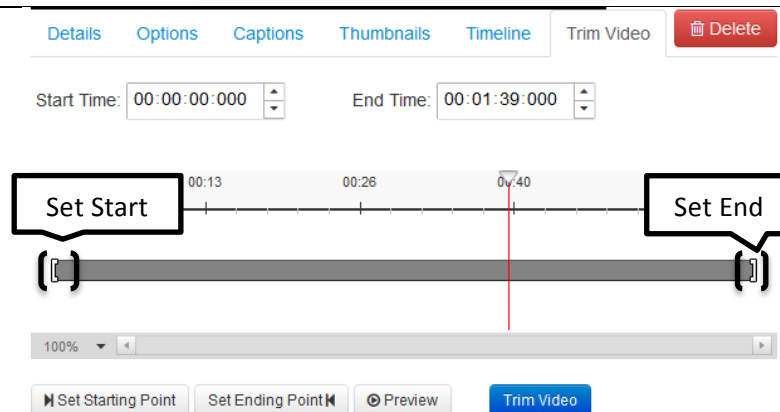 Details Options Captions Thumbnails Timeline Trim Video Delete
Start Time: 00:00:00:000 End Time: 00:01:39:000
00:13 00:26 00:40
Set Start Set End
100%
Set Starting Point Set Ending Point Preview Trim Video